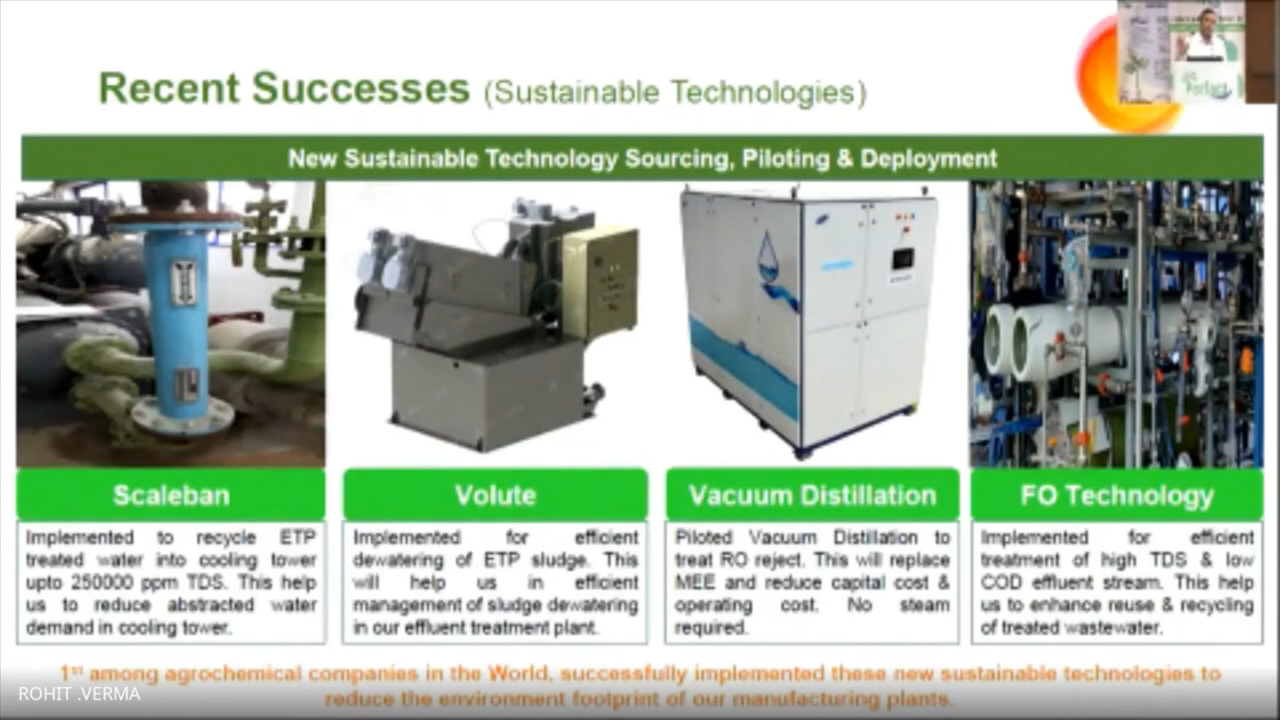 Recent Successes (Sustainable Technologies)
New Sustainable Technology Sourcing, Piloting & Deployment
Scaleban
Implemented to recycle ETP
treated water into cooling tower
upto 250000 ppm TDS. This help
us to reduce abstracted water
demand in cooling tower.
Volute
Implemented for efficient
dewatering of ETP sludge. This
will help us in efficient
management of sludge dewatering
in our effluent treatment plant.
Vacuum Distillation
Piloted Vacuum Distillation to
treat RO reject. This will replace
MEE and reduce capital cost &
operating cost. No steam
required.
FO Technology
Implemented for efficient
treatment of high TDS & low
COD effluent stream. This help
us to enhance reuse & recycling
of treated wastewater.
1st among agrochemical companies in the World, successfully implemented these new sustainable technologies to
reduce the environment footprint of our manufacturing plants.
ROHIT .VERMA